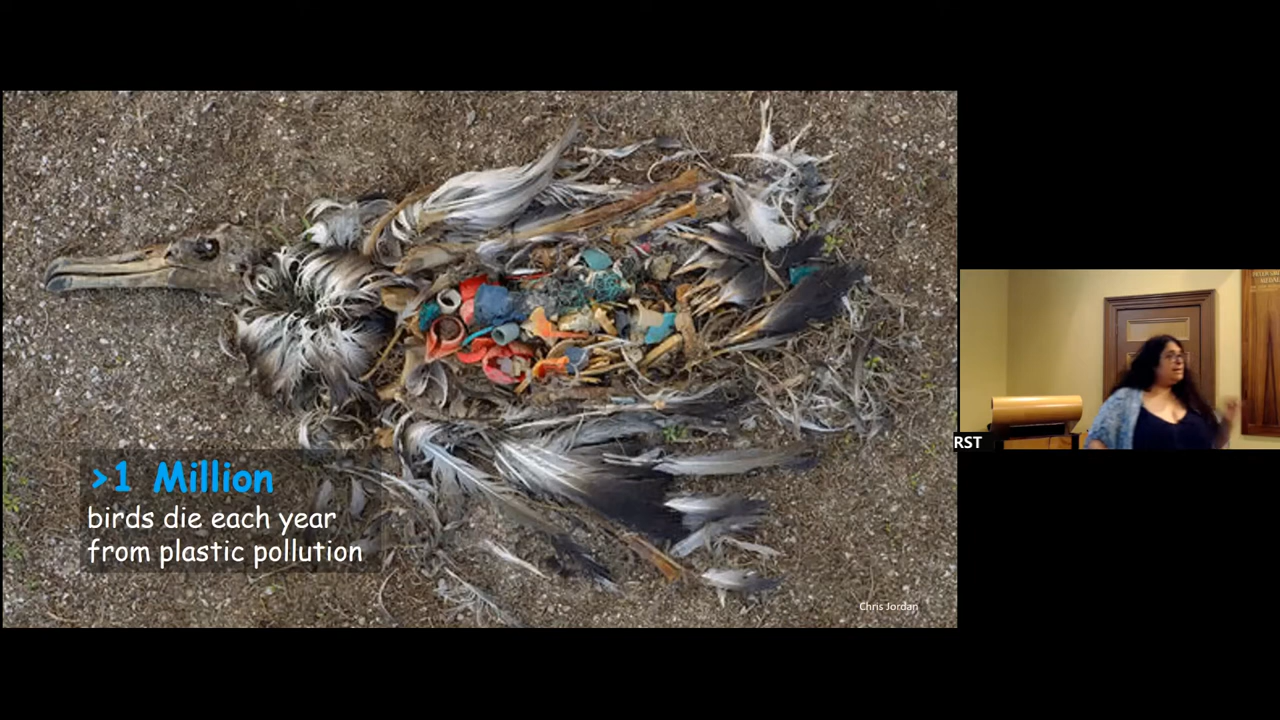 >1 Million
birds die each year
from plastic pollution
Chris Jordan
RST